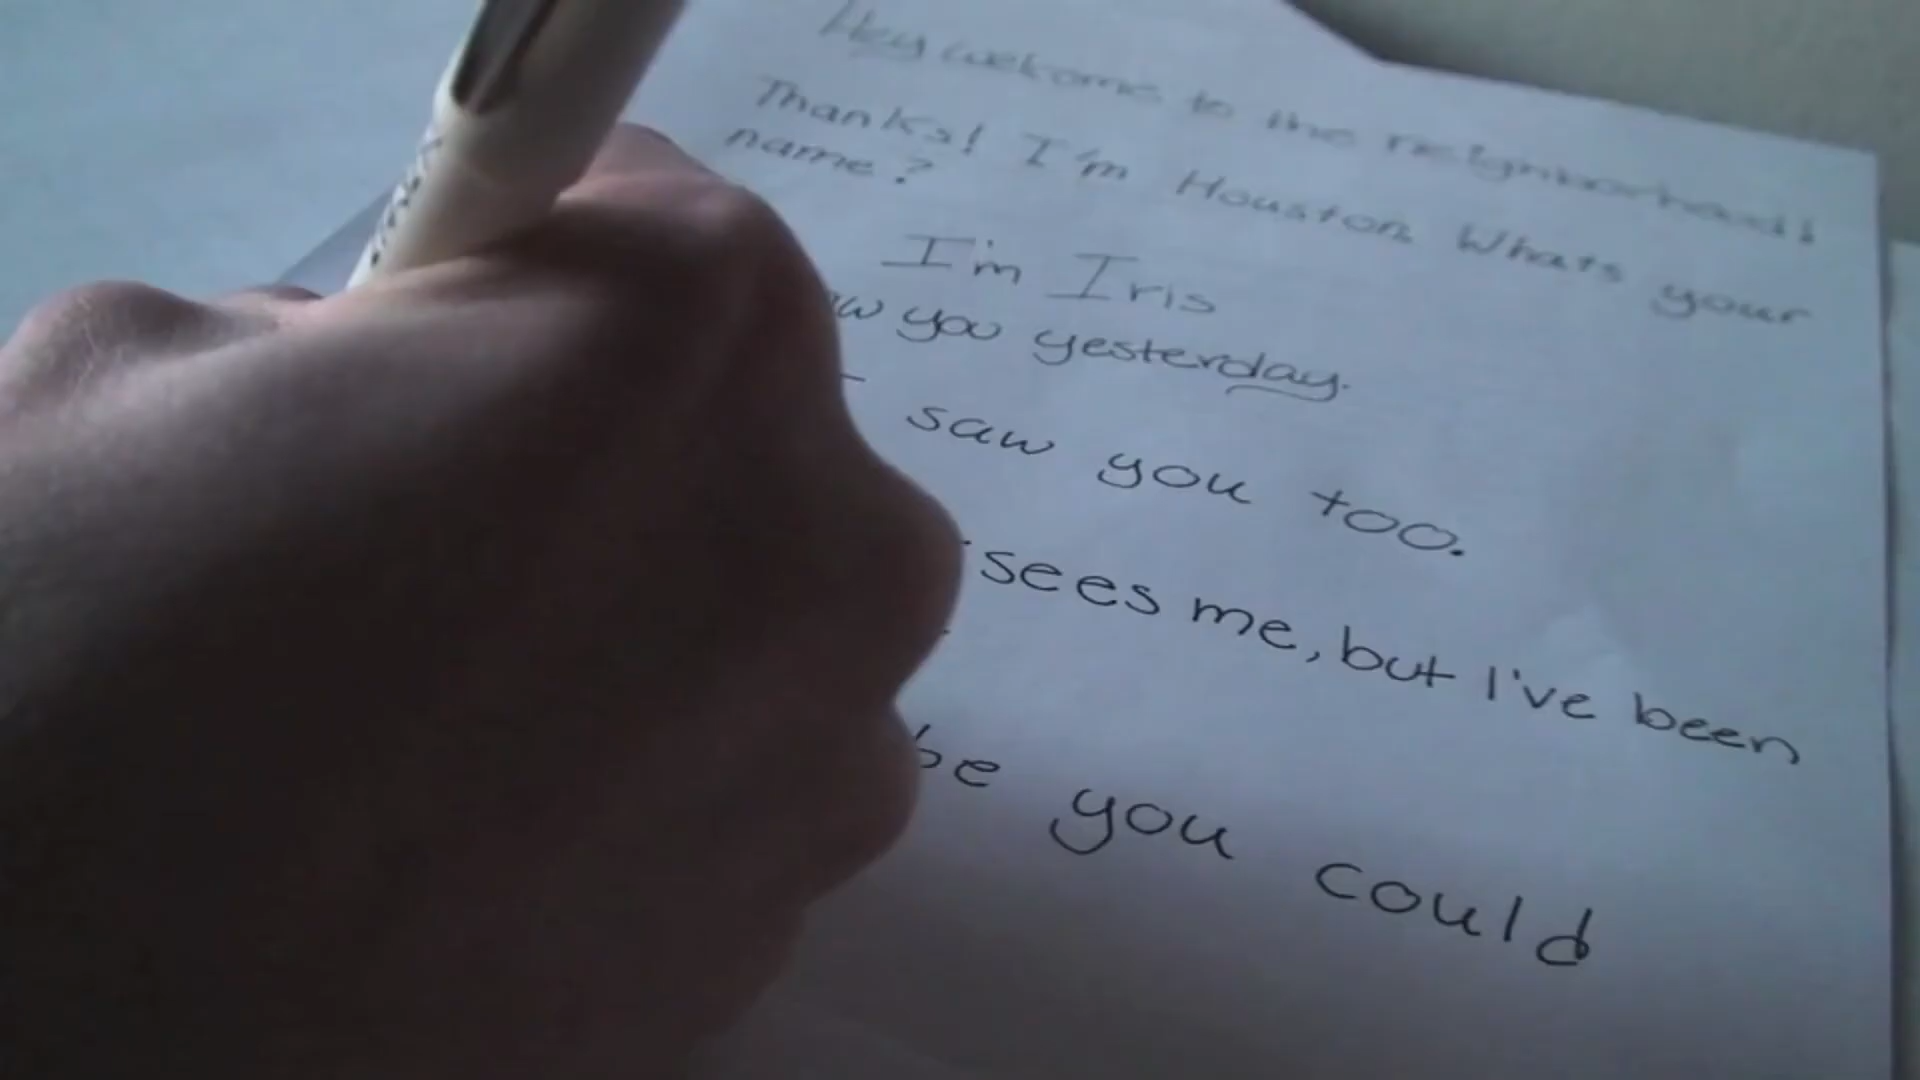 Hey welcome to the neighborhood!
Thanks! I'm Houston. Whats your
name?
I'm Iris
you yesterday.
saw you too.
sees me, but I've been
you could